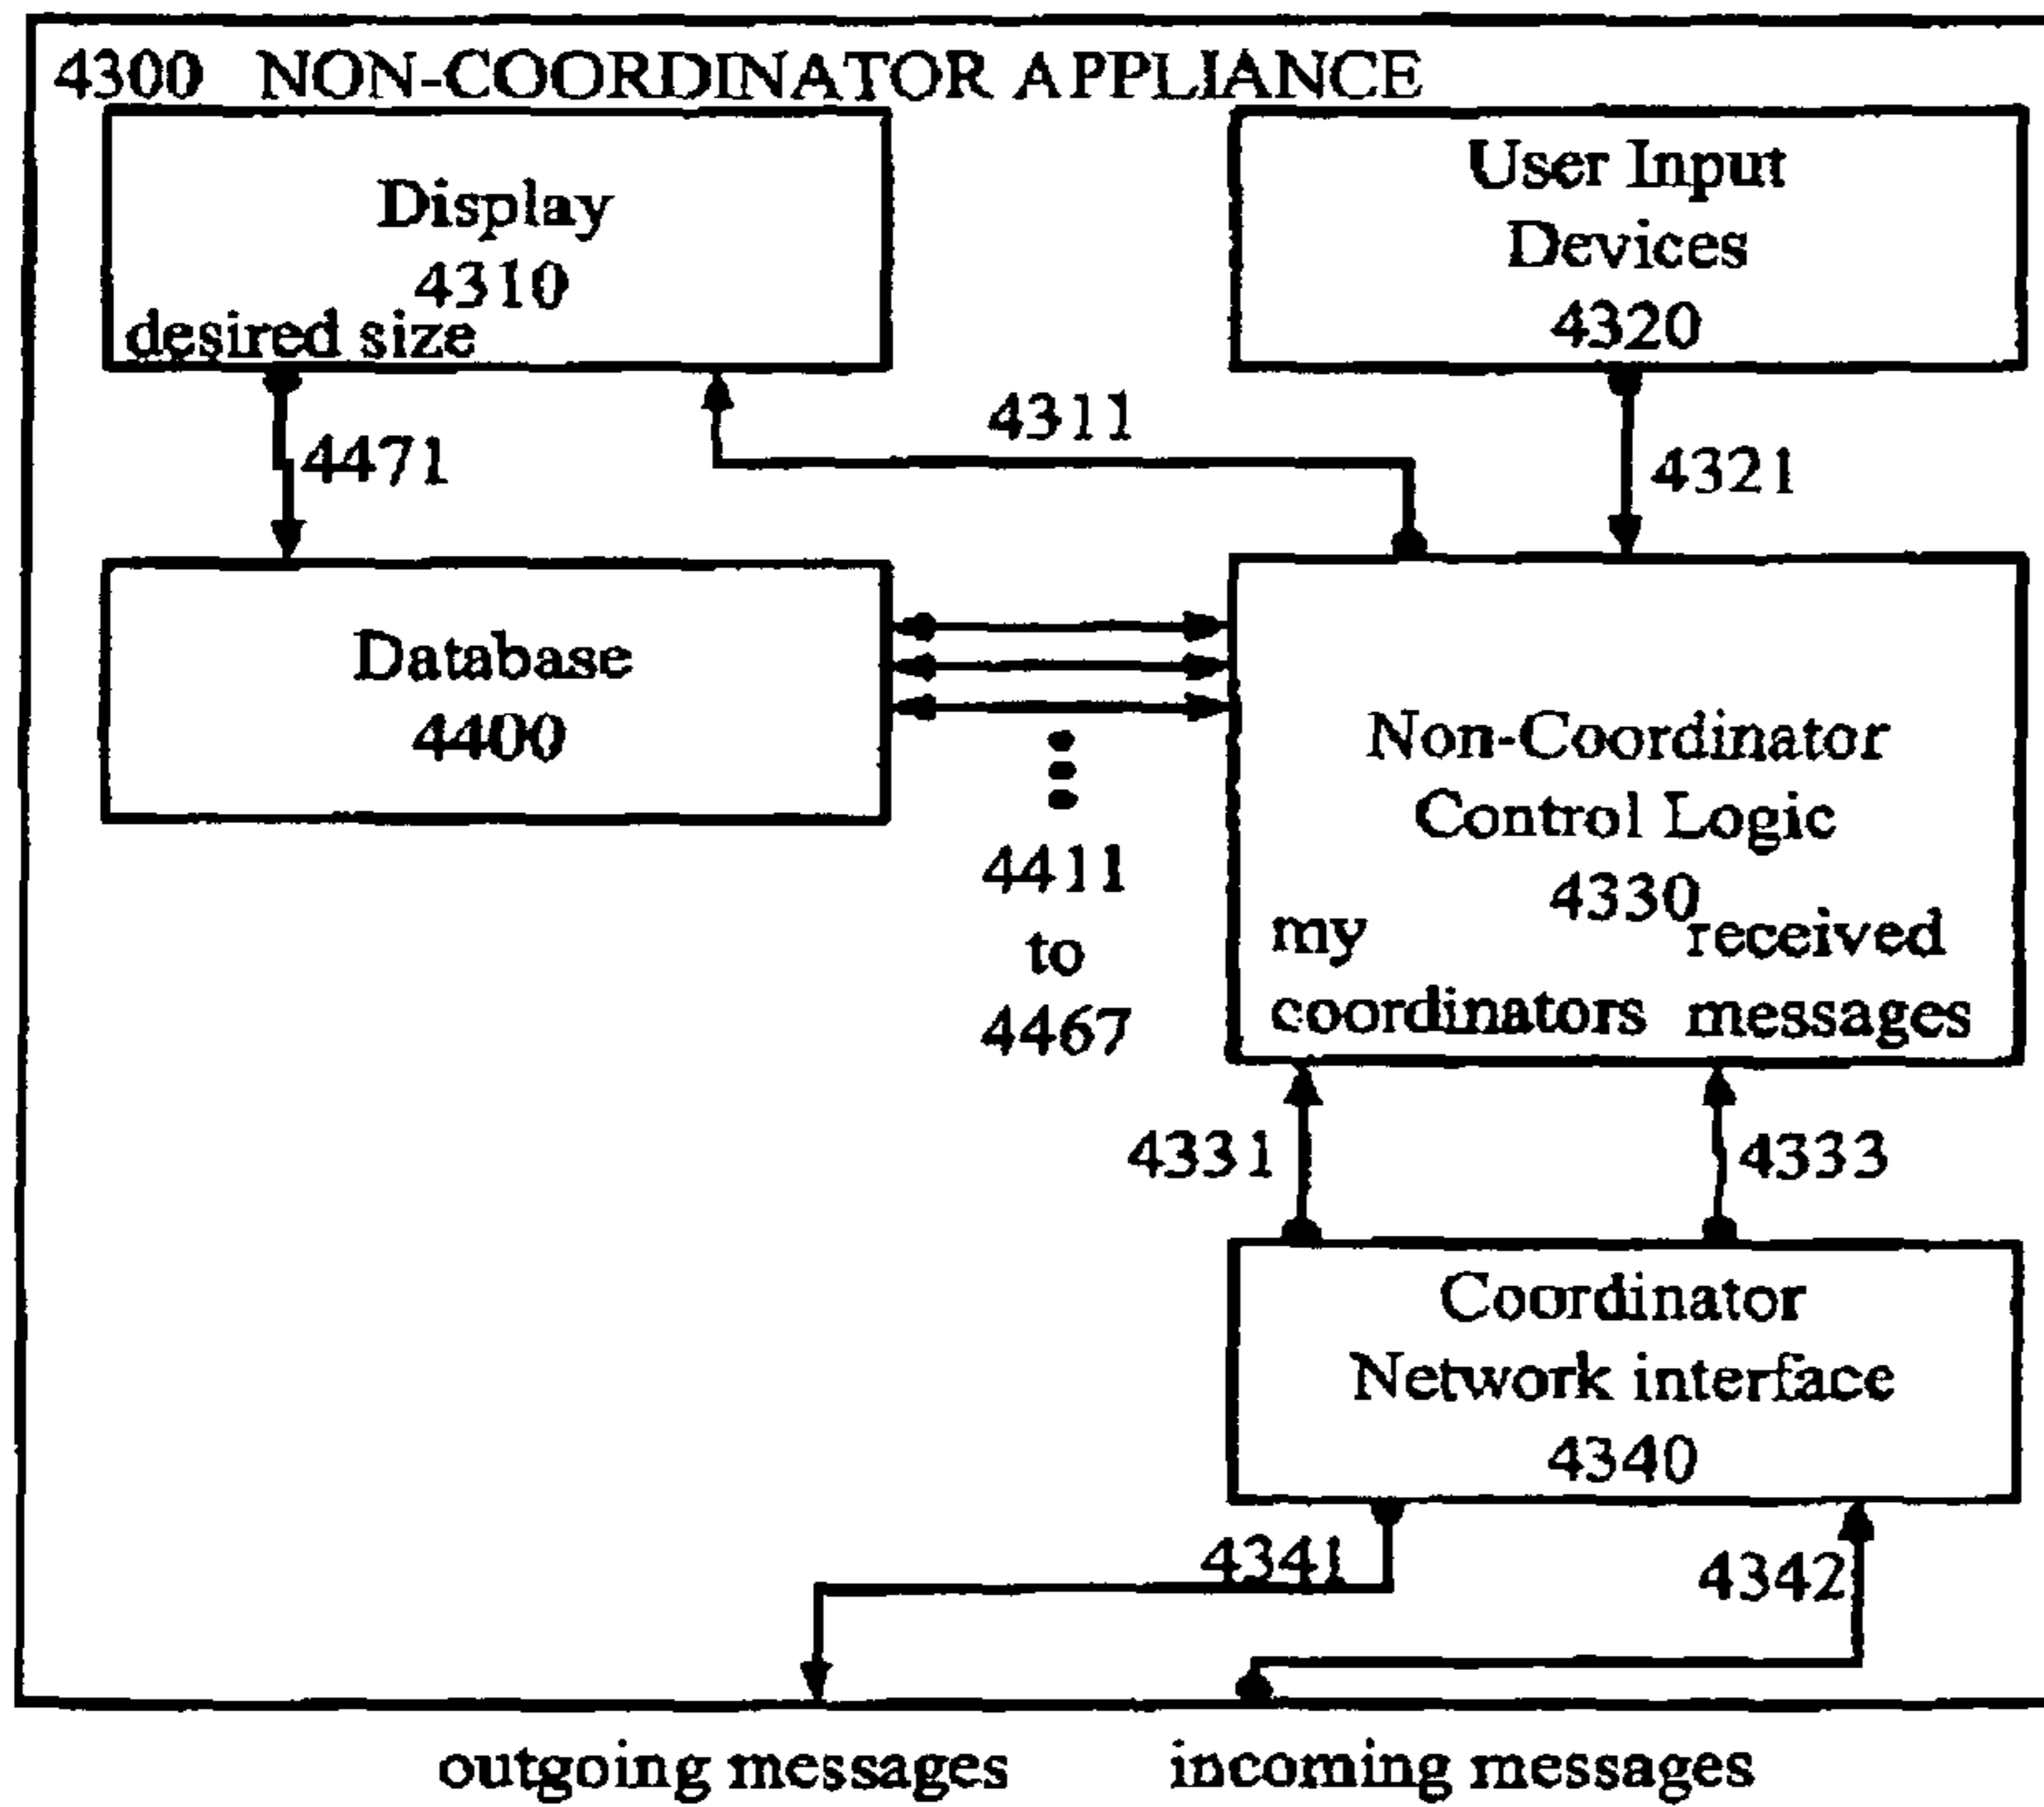 4300 NON-COORDINATOR APPLIANCE
Display
4310
desired size
User Input
Devices
4320
4471
4311
4321
Database
4400
4411
to
4467
Non-Coordinator
Control Logic
4330
my
coordinators
received
messages
4331
4333
Coordinator
Network interface
4340
4341
4342
outgoing messages
incoming messages